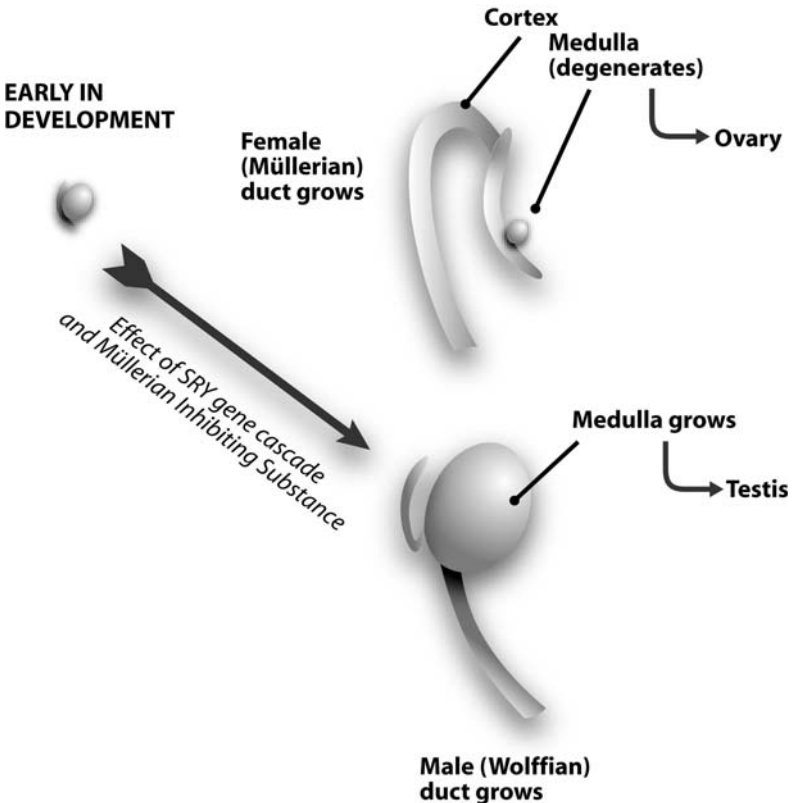 EARLY IN
DEVELOPMENT
Cortex
Medulla
(degenerates)
Ovary
Female
(Müllerian)
duct grows
Effect of SRY gene cascade
and Müllerian Inhibiting Substance
Medulla grows
Testis
Male (Wolffian)
duct grows